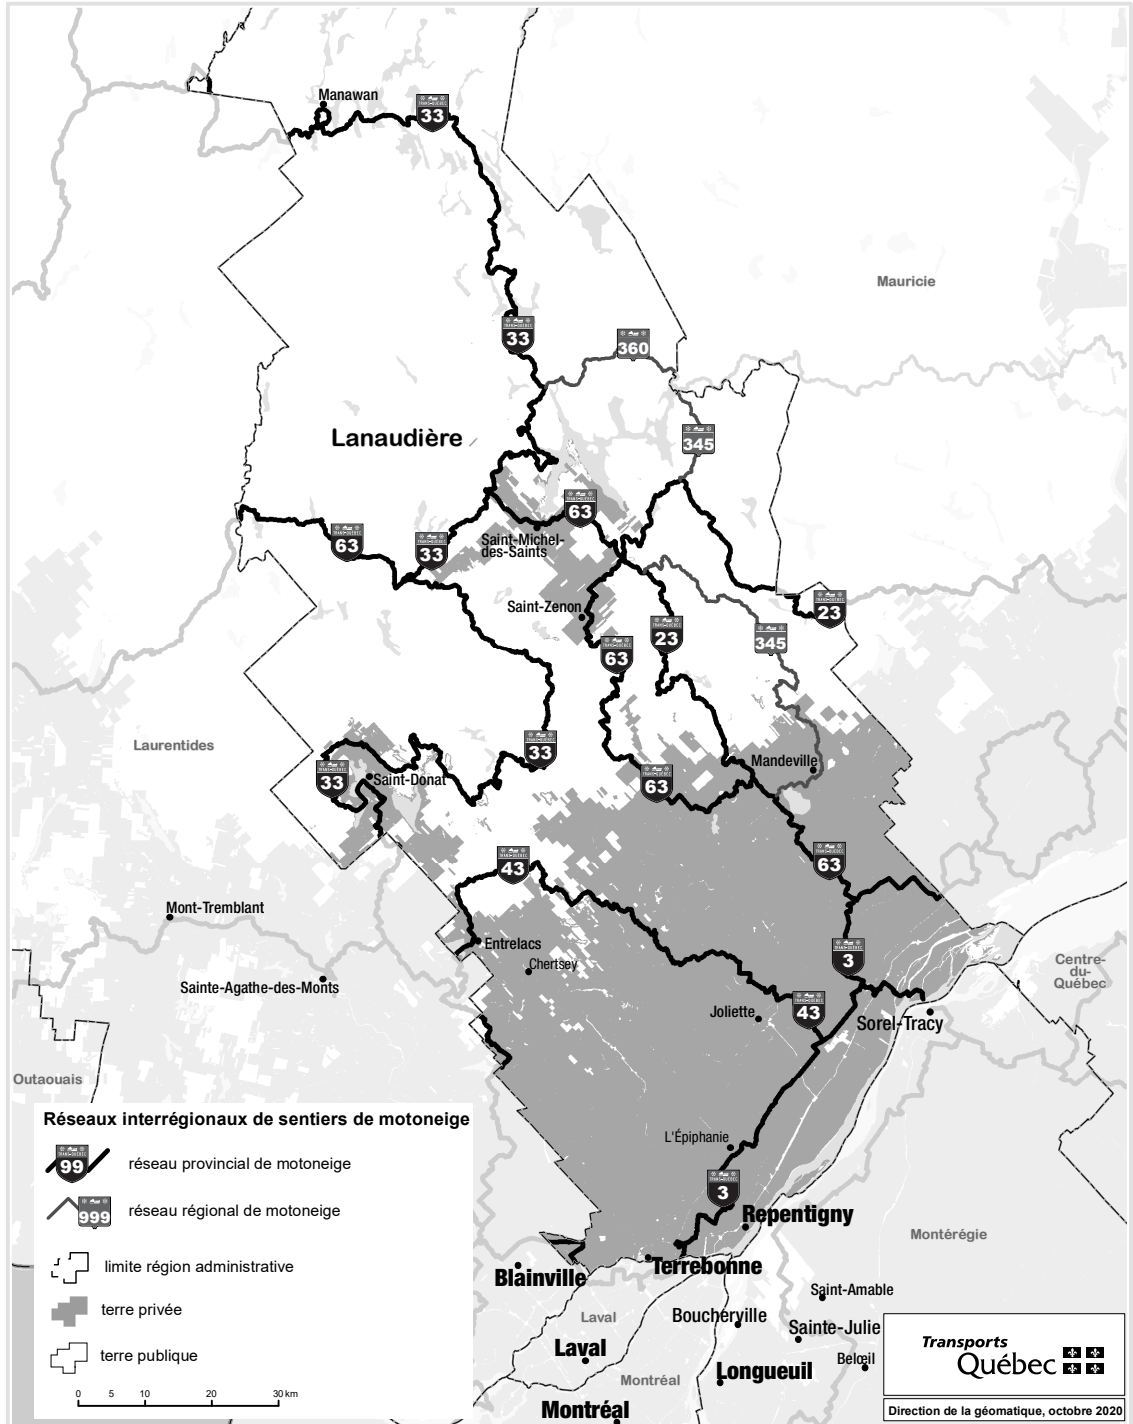 Manawan
33
Mauricie
33
360
Lanaudière
345
63
Saint-Michel-
des-Saints
63
33
Saint-Zenon
23
23
345
63
Laurentides
33
Mandeville
33
Saint-Donat
63
43
63
Mont-Tremblant
Entrelacs
Chertsey
3
Centre-
du-
Québec
Sainte-Agathe-des-Monts
Joliette
43
Sorel-Tracy
Outaouais
Réseaux interrégionaux de sentiers de motoneige
99
réseau provincial de motoneige
999
réseau régional de motoneige
limite région administrative
terre privée
terre publique
0 5 10 20 30 km
L'Épiphanie
3
Repentigny
Montérégie
Terrebonne
Blainville
Saint-Amable
Laval
Boucherville
Sainte-Julie
Laval
Belœil
Montréal
Longueuil
Montréal
Transports
Québec
Direction de la géomatique, octobre 2020